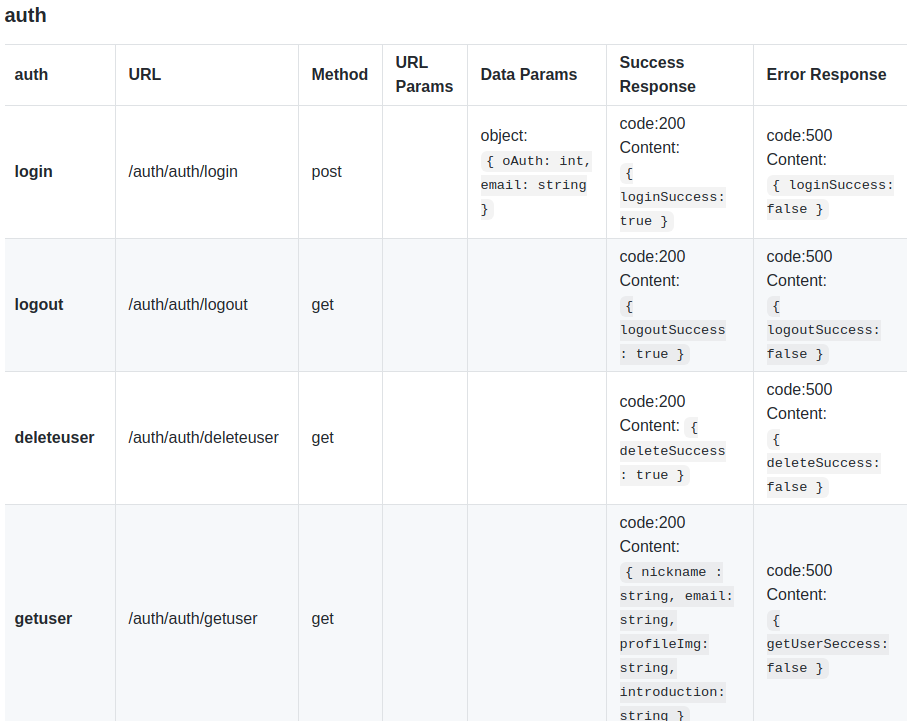 auth
auth URL Method URL Params Data Params Success Response Error Response
login /auth/auth/login post object: { oAuth: int, email: string } code:200 Content: { loginSuccess: true } code:500 Content: { loginSuccess: false }
logout /auth/auth/logout get code:200 Content: { logoutSuccess : true } code:500 Content: { logoutSuccess: false }
deleteuser /auth/auth/deleteuser get code:200 Content: { deleteSuccess : true } code:500 Content: { deleteSuccess: false }
getuser /auth/auth/getuser get code:200 Content: { nickname : string, email: string, profileImg: string, introduction: string } code:500 Content: { getUserSeccess: false }